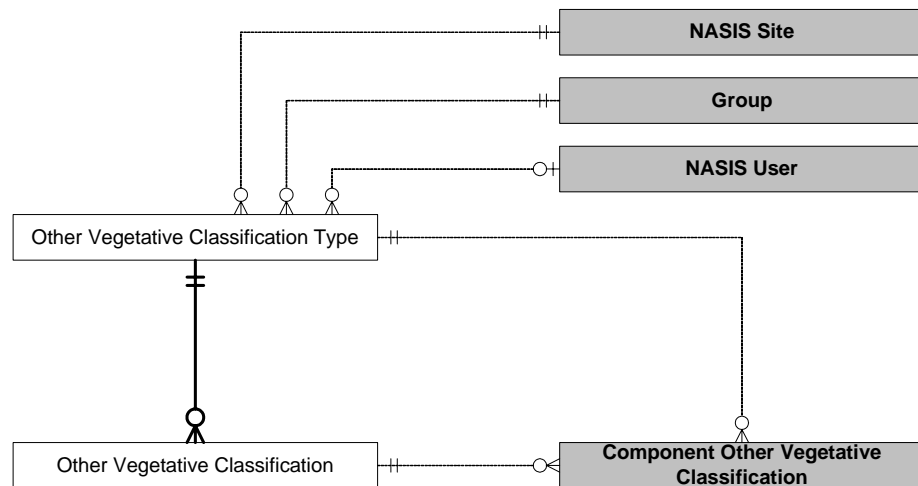 NASIS Site
Group
NASIS User
Other Vegetative Classification Type
Other Vegetative Classification
Component Other Vegetative
Classification